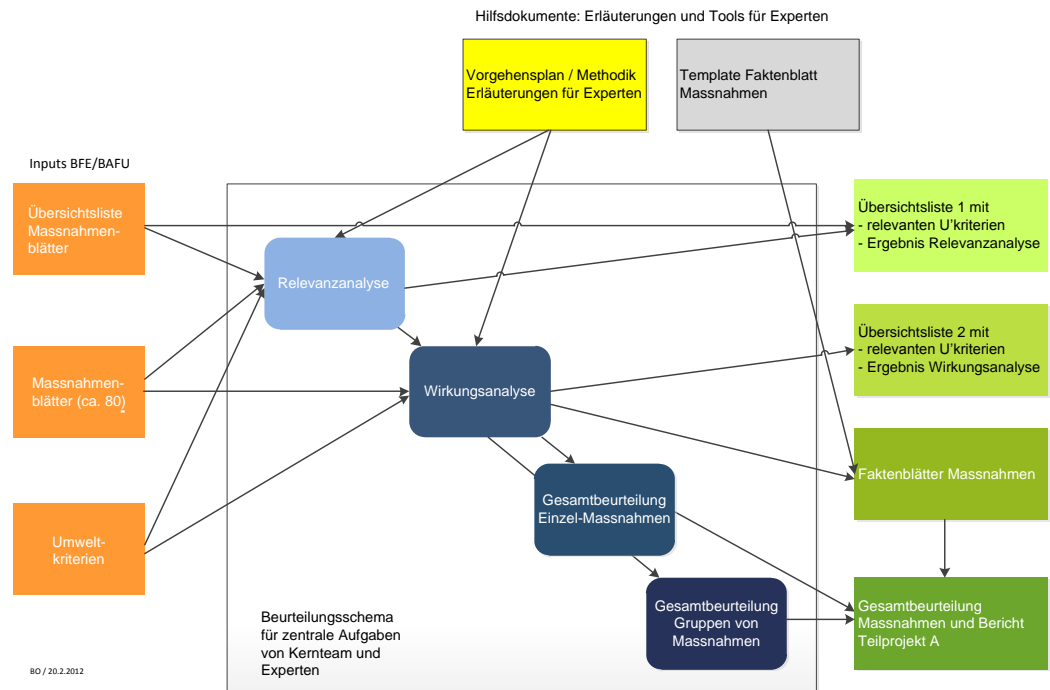 Hilfsdokumente: Erläuterungen und Tools für Experten
Vorgehensplan / Methodik
Erläuterungen für Experten
Template Faktenblatt
Massnahmen
Inputs BFE/BAFU
Übersichtsliste
Massnahmen-
blätter
Übersichtsliste 1 mit
- relevanten U'kriterien
- Ergebnis Relevanzanalyse
Relevanzanalyse
Übersichtsliste 2 mit
- relevanten U'kriterien
- Ergebnis Wirkungsanalyse
Massnahmen-
blätter (ca. 80)
Wirkungsanalyse
Faktenblätter Massnahmen
Gesamtbeurteilung
Einzel-Massnahmen
Umwelt-
kriterien
Gesamtbeurteilung
Gruppen von
Massnahmen
Gesamtbeurteilung
Massnahmen und Bericht
Teilprojekt A
Beurteilungsschema
für zentrale Aufgaben
von Kernteam und
Experten
BO / 20.2.2012